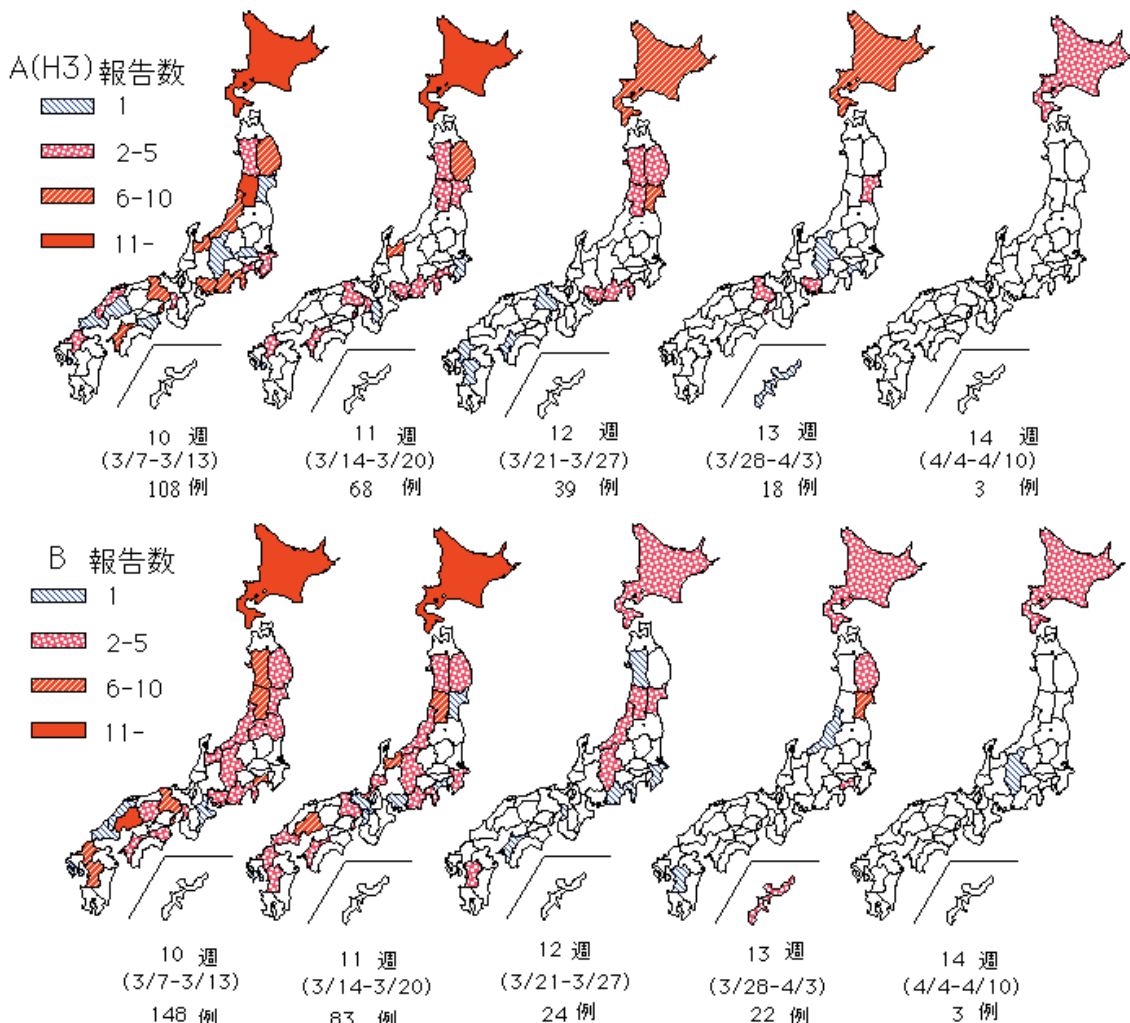 A(H3) 報告数
1
2-5
6-10
11-
10 週
(3/7-3/13)
108 例
11 週
(3/14-3/20)
68 例
12 週
(3/21-3/27)
39 例
13 週
(3/28-4/3)
18 例
14 週
(4/4-4/10)
3 例
B 報告数
1
2-5
6-10
11-
10 週
(3/7-3/13)
148 例
11 週
(3/14-3/20)
83 例
12 週
(3/21-3/27)
24 例
13 週
(3/28-4/3)
22 例
14 週
(4/4-4/10)
3 例